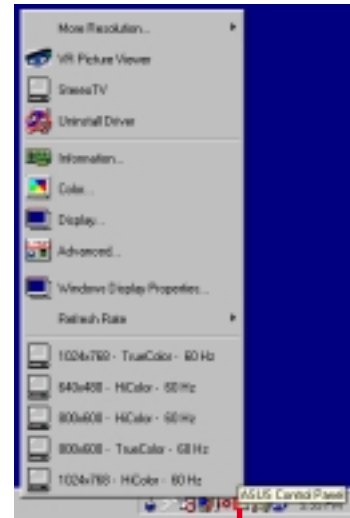 More Resolution...
VR Picture Viewer
StereoTV
Uninstall Driver
Information...
Color...
Display...
Advanced...
Windows Display Properties...
Refresh Rate
1024x768 - TrueColor - 60 Hz
640x480 - HiColor - 60 Hz
800x600 - HiColor - 60 Hz
800x600 - TrueColor - 60 Hz
1024x768 - HiColor - 60 Hz
ASUS Control Panel